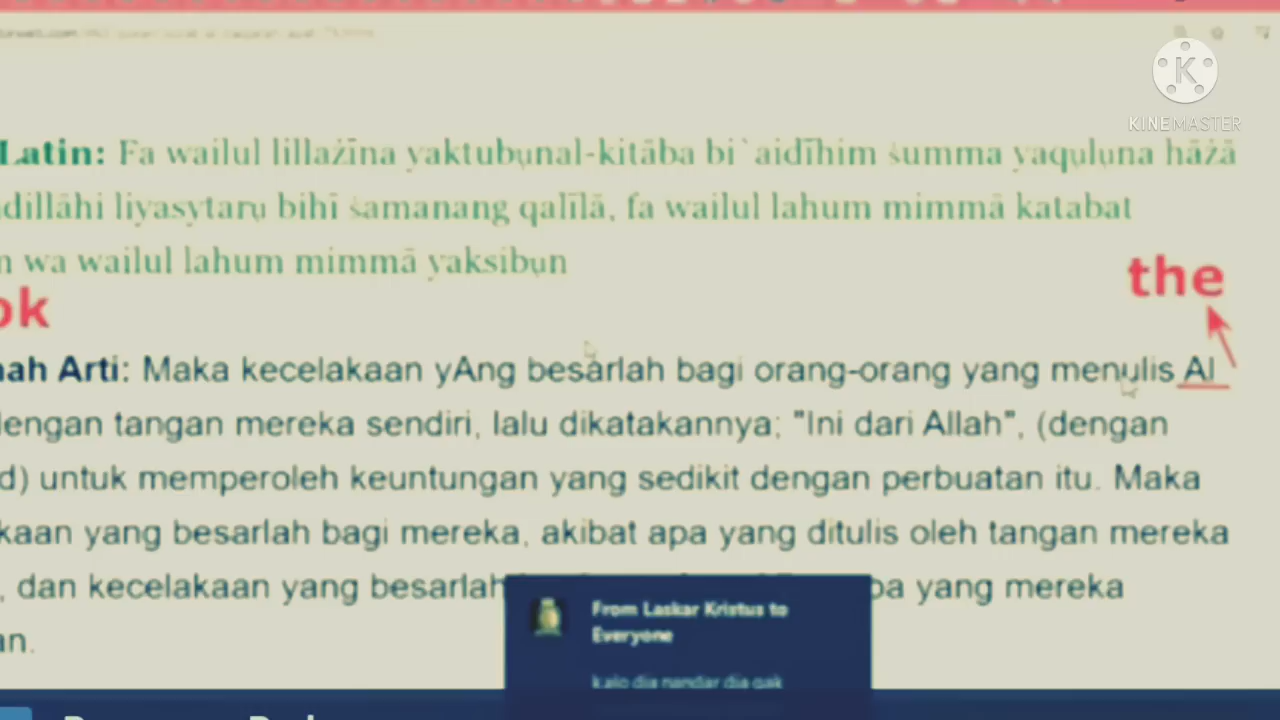 KINEMASTER
Latin: Fa wailul lillażīna yaktubụnal-kitāba bi`aidīhim ṡumma yaqụlụna hāżā
dillāhi liyasytarụ bihī ṡamanang qalīlā, fa wailul lahum mimmā katabat
n wa wailul lahum mimmā yaksibụn
the
ok
ah Arti: Maka kecelakaan yAng besarlah bagi orang-orang yang menulis Al
dengan tangan mereka sendiri, lalu dikatakannya; "Ini dari Allah", (dengan
d) untuk memperoleh keuntungan yang sedikit dengan perbuatan itu. Maka
kaan yang besarlah bagi mereka, akibat apa yang ditulis oleh tangan mereka
, dan kecelakaan yang besarlah pa yang mereka
an.
From Laskar Kristus to
Everyone
kalo dia pandar dia gak